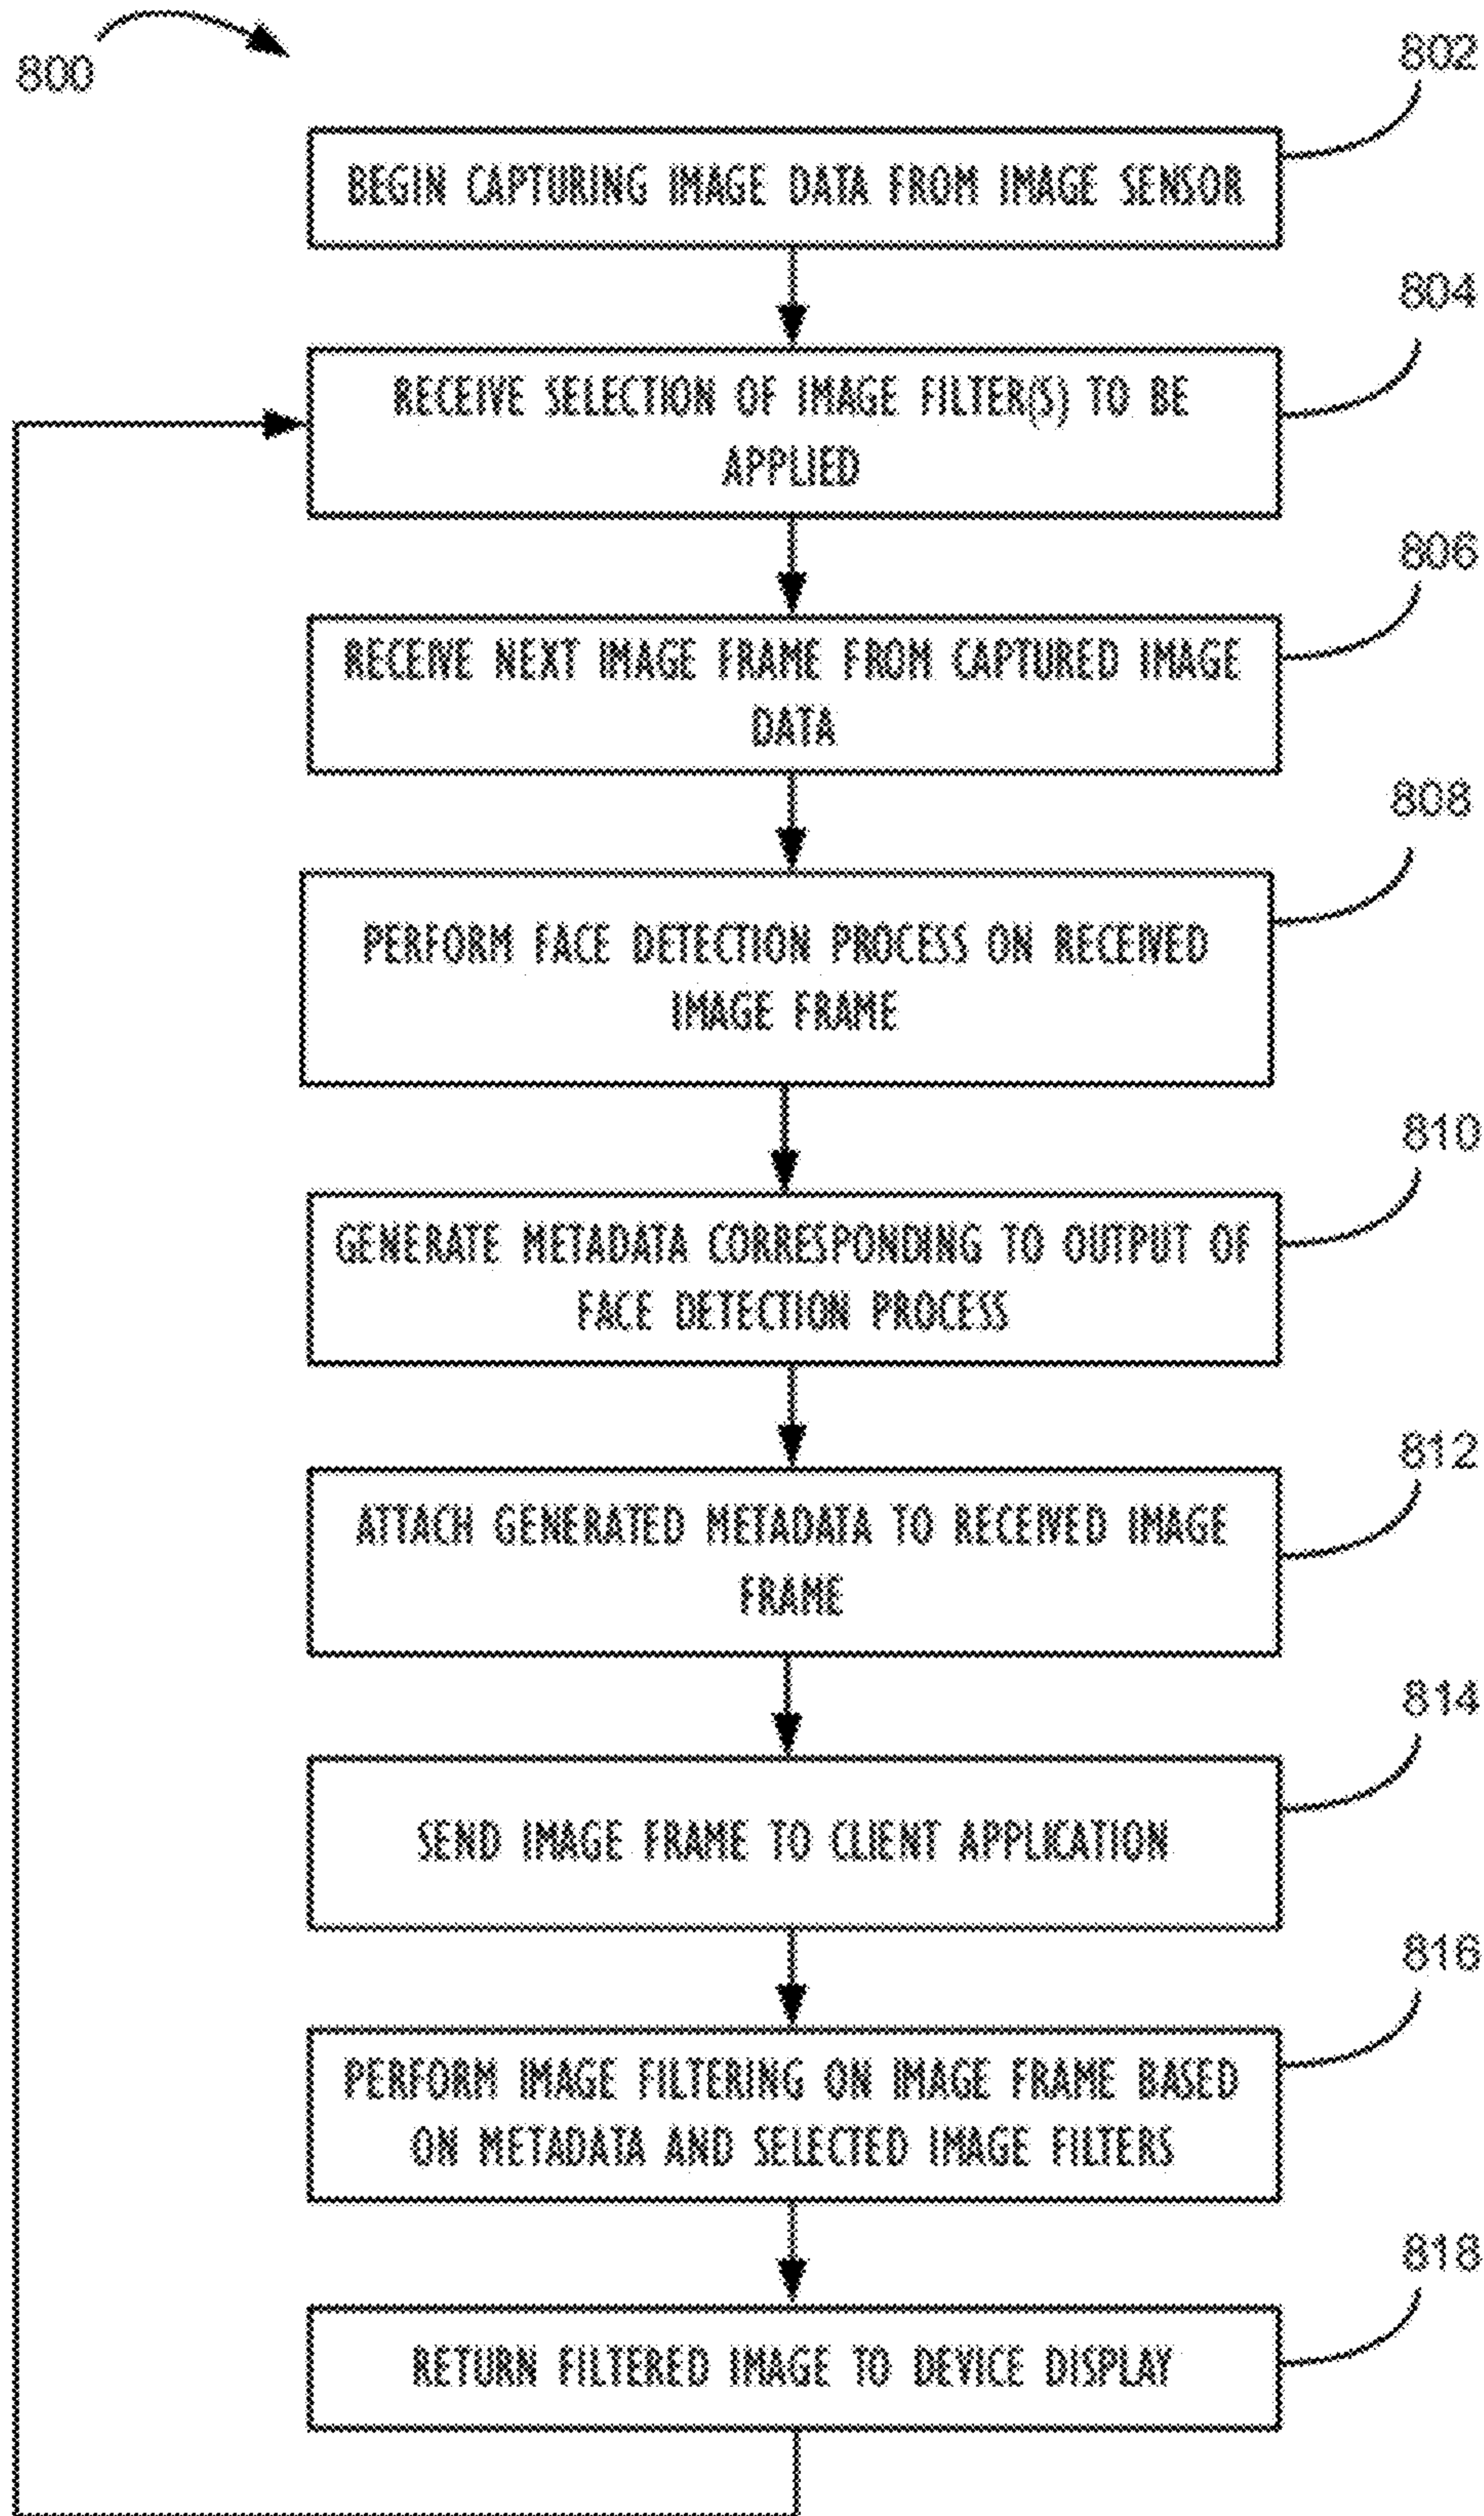 800
802
BEGIN CAPTURING IMAGE DATA FROM IMAGE SENSOR
804
RECEIVE SELECTION OF IMAGE FILTER(S) TO BE
APPLIED
806
RECEIVE NEXT IMAGE FRAME FROM CAPTURED IMAGE
DATA
808
PERFORM FACE DETECTION PROCESS ON RECEIVED
IMAGE FRAME
810
GENERATE METADATA CORRESPONDING TO OUTPUT OF
FACE DETECTION PROCESS
812
ATTACH GENERATED METADATA TO RECEIVED IMAGE
FRAME
814
SEND IMAGE FRAME TO CLIENT APPLICATION
816
PERFORM IMAGE FILTERING ON IMAGE FRAME BASED
ON METADATA AND SELECTED IMAGE FILTERS
818
RETURN FILTERED IMAGE TO DEVICE DISPLAY